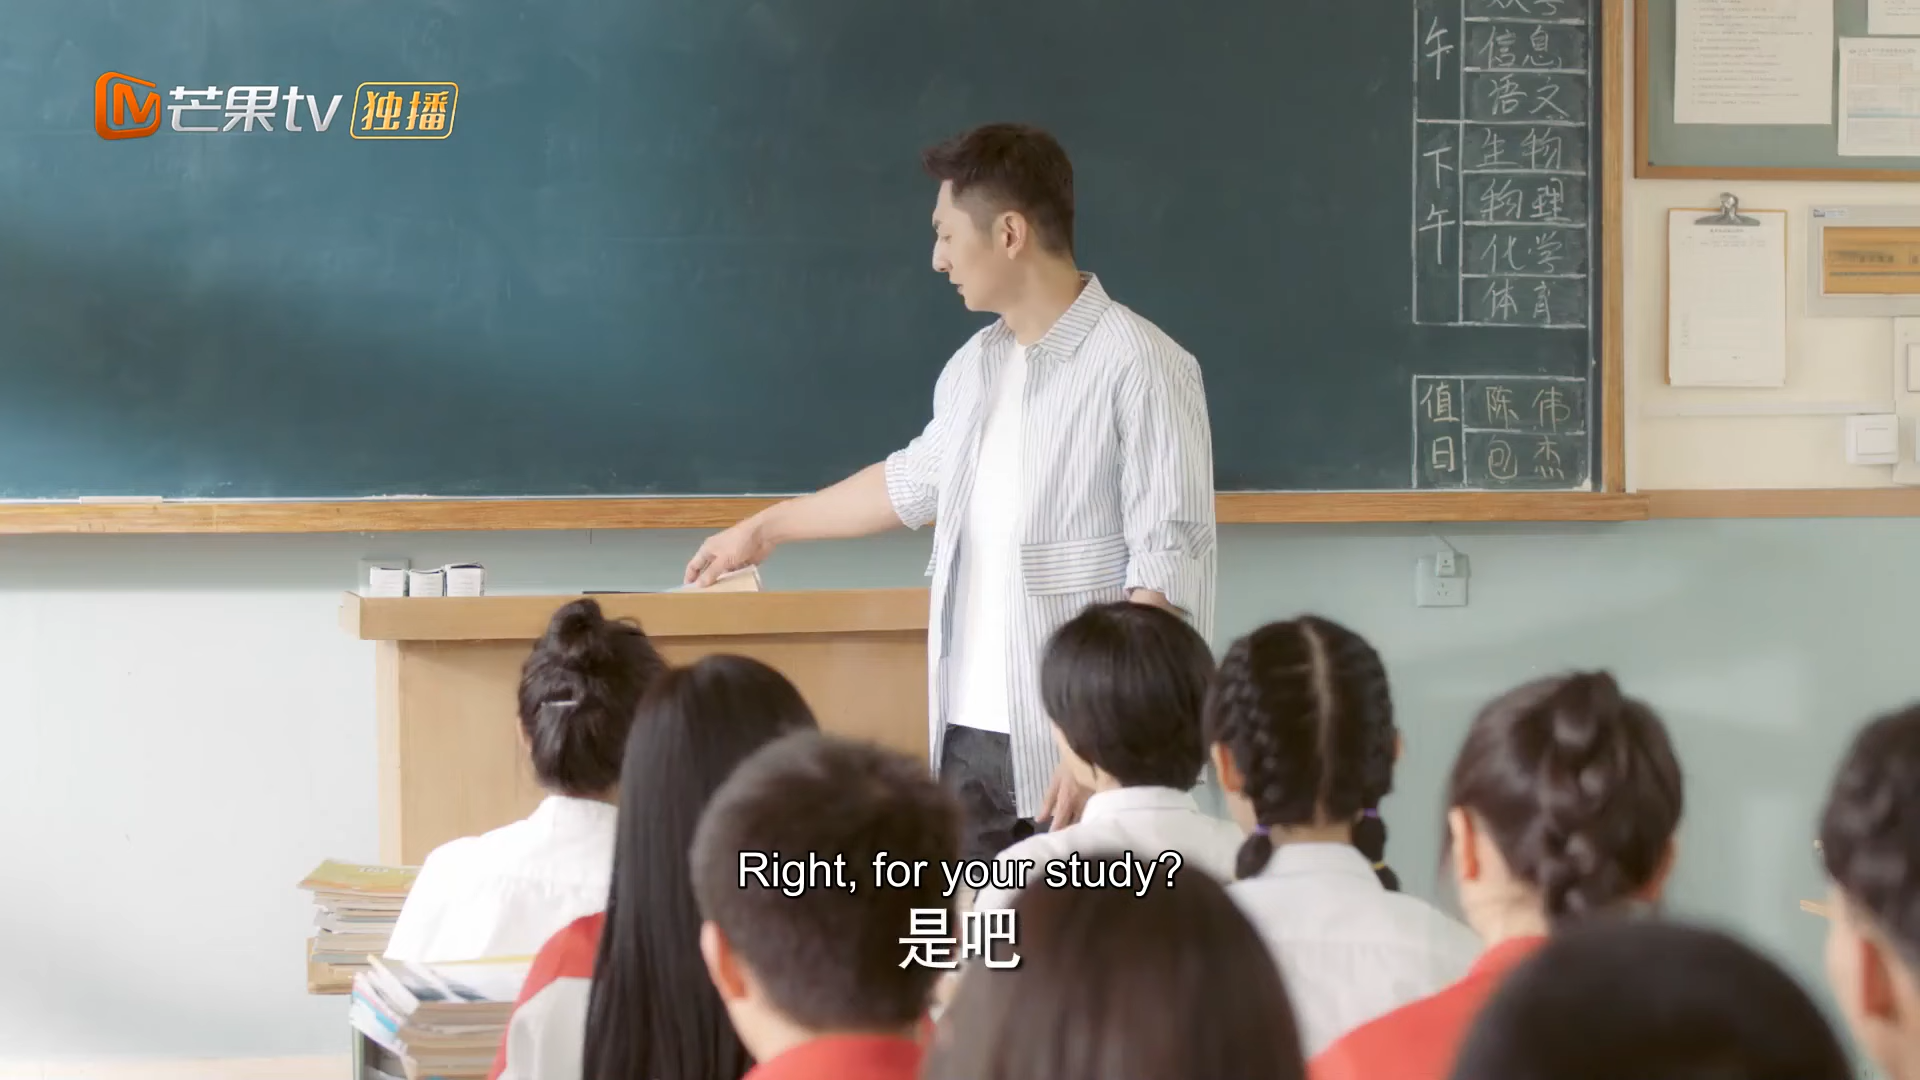 芒果tv 独播
午
信息
语文
下午
生物
物理
化学
体育
值日
陈伟
包杰
Right, for your study?
是吧